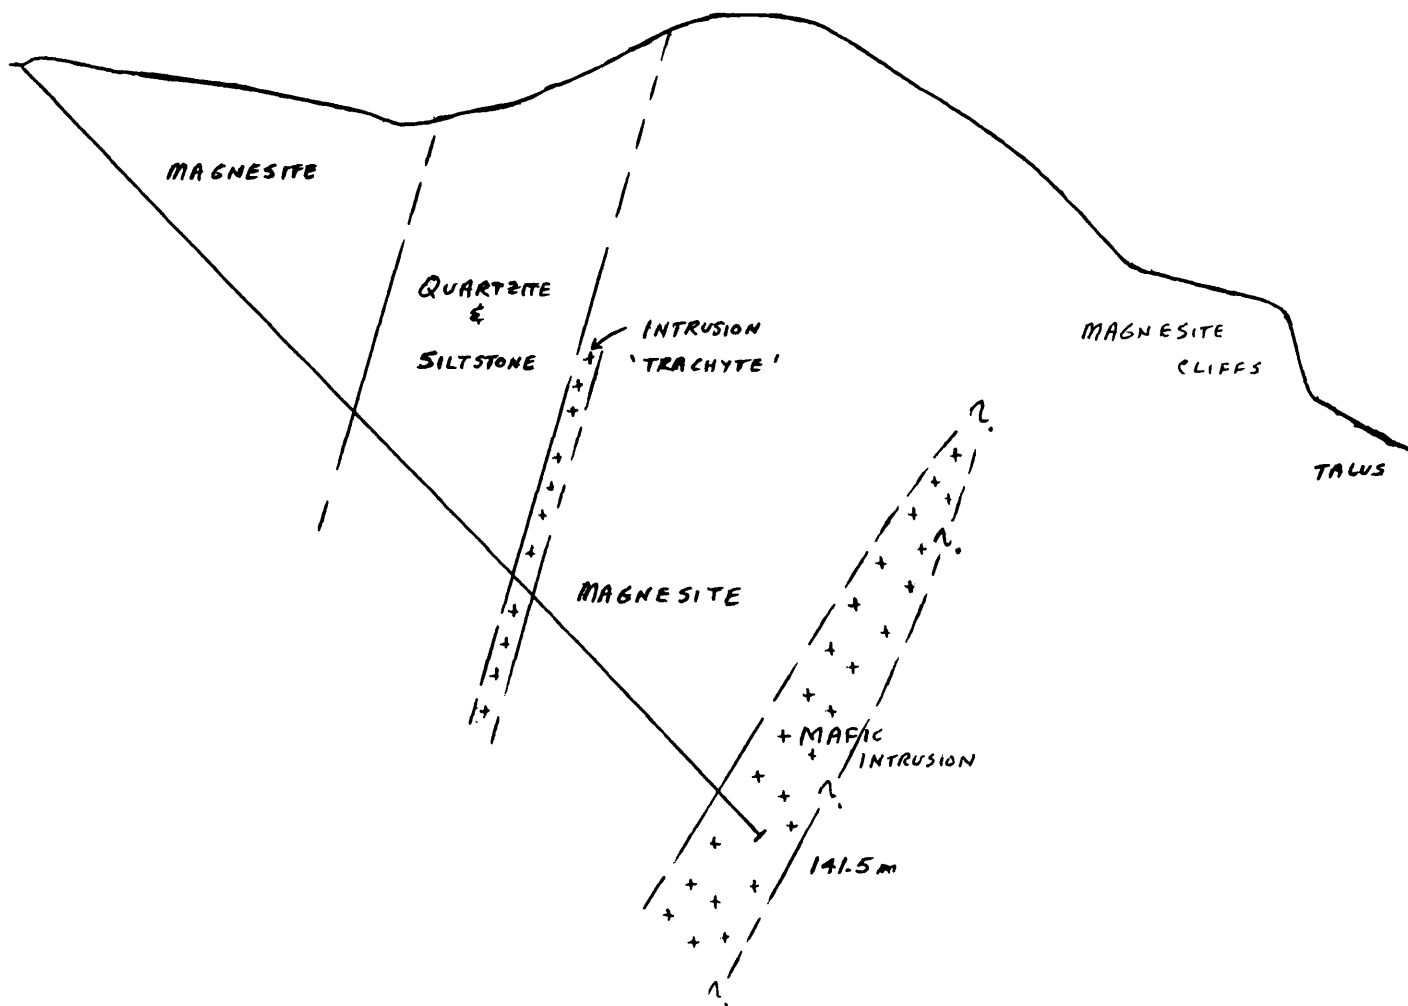 MAGNESITE
QUARTZITE
&
SILTSTONE
INTRUSION
'TRACHYTE'
MAGNESITE
CLIFFS
TALUS
?
?
MAGNESITE
MAFIC
INTRUSION
?
141.5m
?